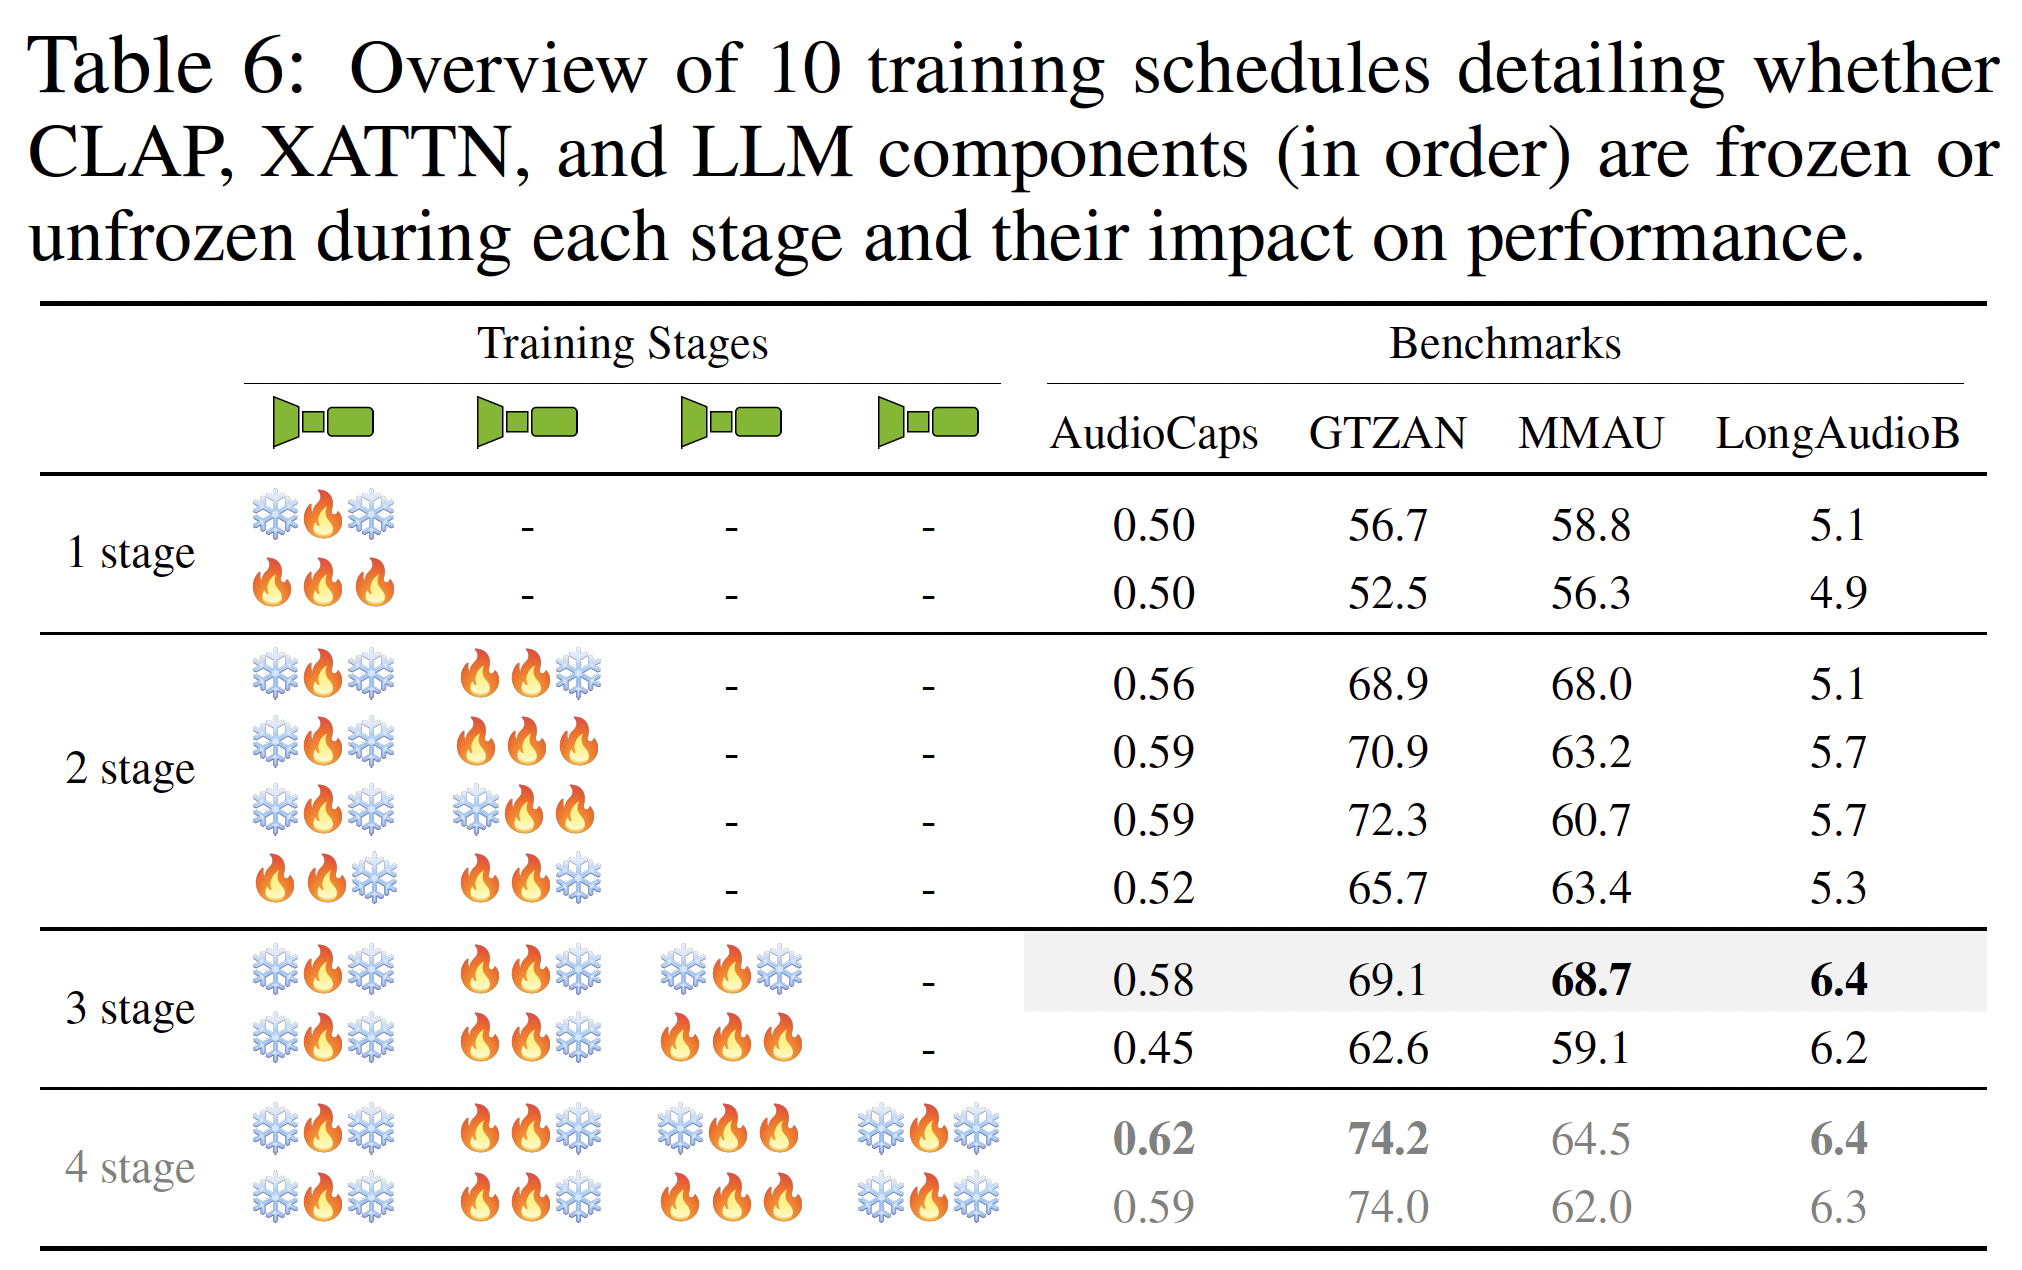 Table 6: Overview of 10 training schedules detailing whether
CLAP, XATTN, and LLM components (in order) are frozen or
unfrozen during each stage and their impact on performance.
Training Stages Benchmarks
AudioCaps GTZAN MMAU LongAudioB
1 stage
❄️🔥❄️ - - - 0.50 56.7 58.8 5.1
🔥🔥🔥 - - - 0.50 52.5 56.3 4.9
2 stage
❄️🔥❄️ 🔥🔥❄️ - - 0.56 68.9 68.0 5.1
❄️🔥❄️ 🔥🔥🔥 - - 0.59 70.9 63.2 5.7
❄️🔥❄️ ❄️🔥🔥 - - 0.59 72.3 60.7 5.7
🔥🔥❄️ 🔥🔥❄️ - - 0.52 65.7 63.4 5.3
3 stage
❄️🔥❄️ 🔥🔥❄️ ❄️🔥❄️ - 0.58 69.1 68.7 6.4
❄️🔥❄️ 🔥🔥❄️ 🔥🔥🔥 - 0.45 62.6 59.1 6.2
4 stage
❄️🔥❄️ 🔥🔥❄️ ❄️🔥🔥 ❄️🔥❄️ 0.62 74.2 64.5 6.4
❄️🔥❄️ 🔥🔥❄️ 🔥🔥🔥 ❄️🔥❄️ 0.59 74.0 62.0 6.3